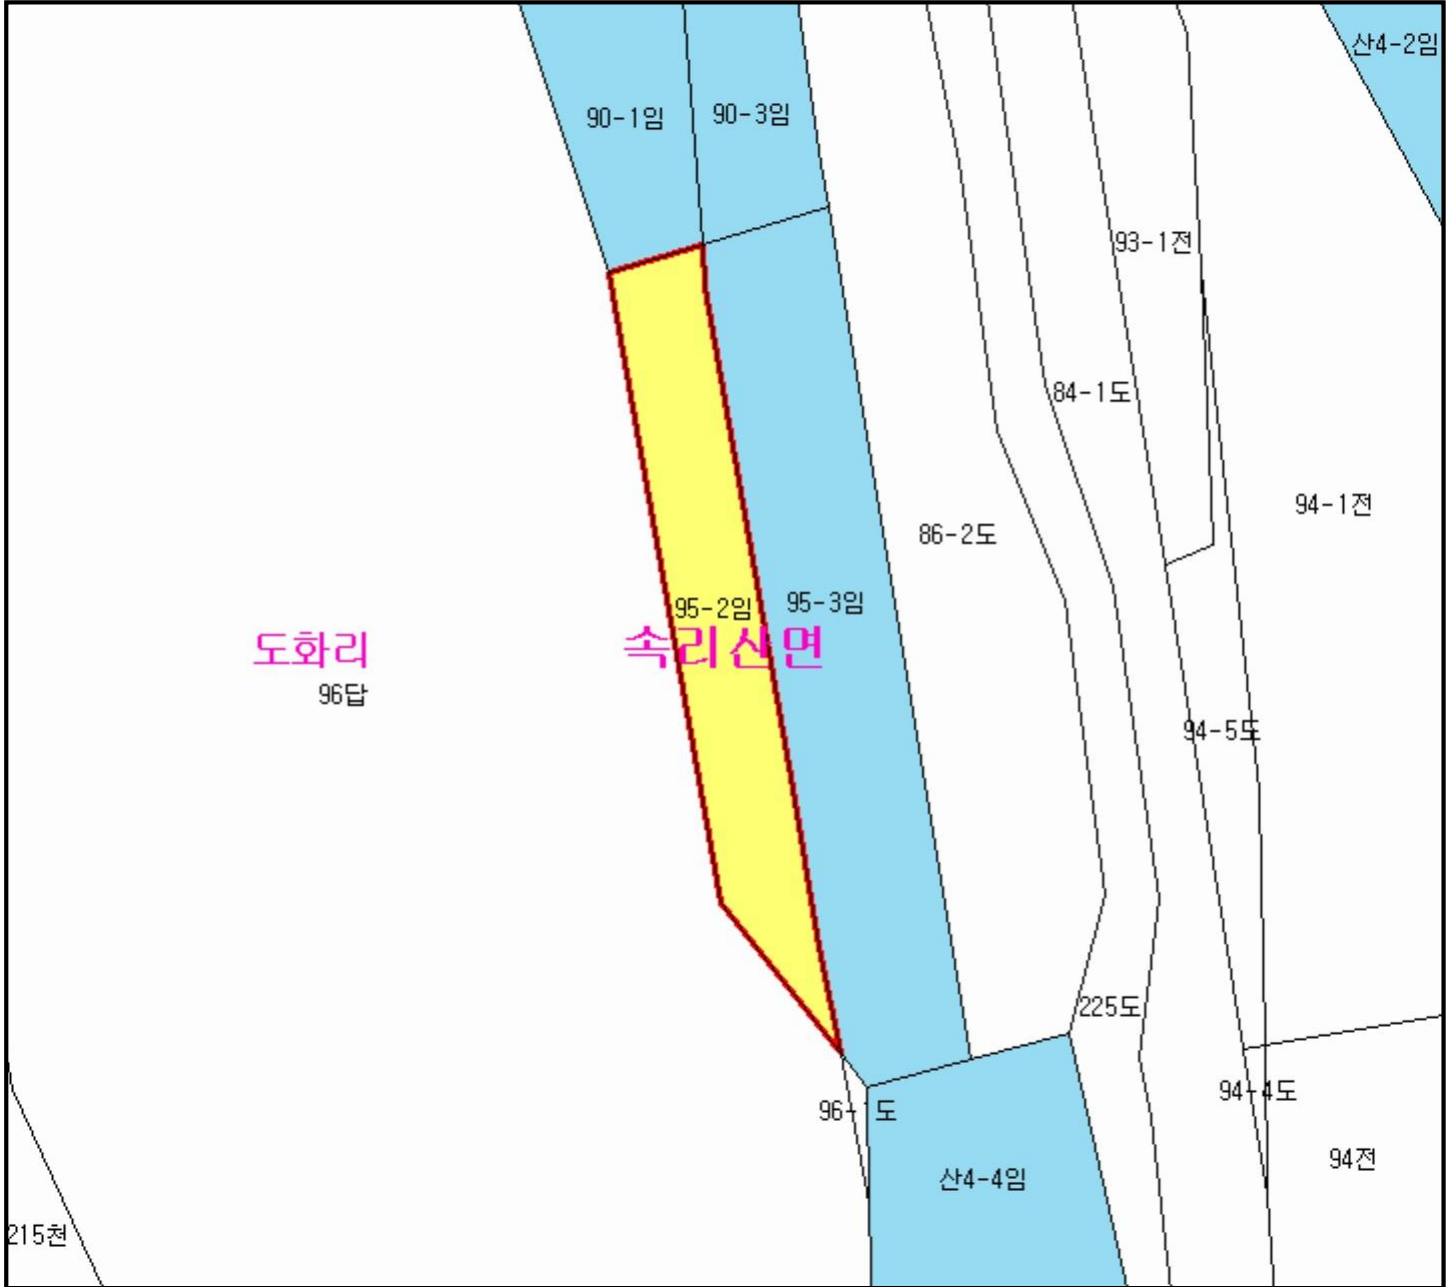 산4-2임
90-1임
90-3임
93-1전
84-1도
94-1전
86-2도
95-2임
95-3임
도화리
속리산면
96답
94-5도
225도
94-4도
96-1도
94전
산4-4임
215천